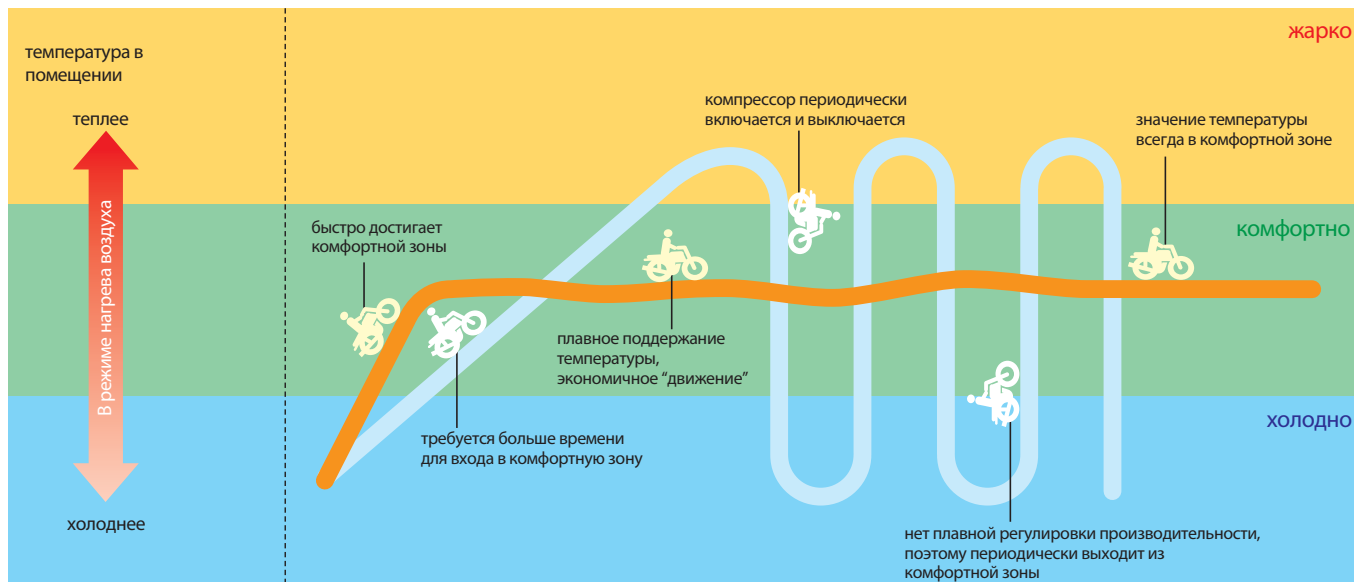 жарко
температура в
помещении
теплее
В режиме нагрева воздуха
холоднее
компрессор периодически
включается и выключается
значение температуры
всегда в комфортной зоне
быстро достигает
комфортной зоны
комфортно
плавное поддержание
температуры,
экономичное “движение”
требуется больше времени
для входа в комфортную зону
холодно
нет плавной регулировки производительности,
поэтому периодически выходит из
комфортной зоны